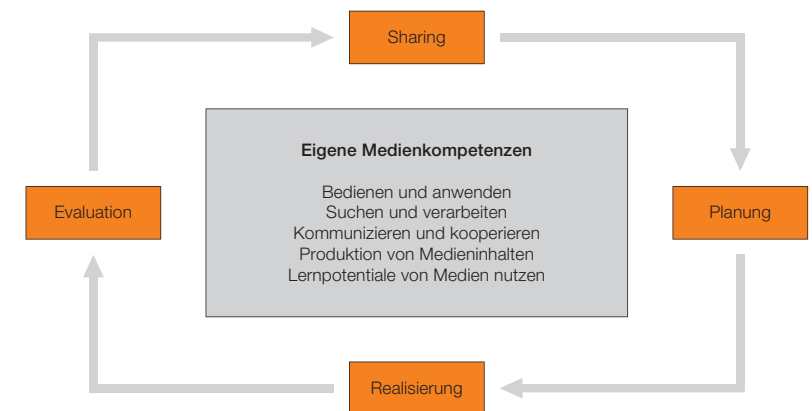 Sharing
Eigene Medienkompetenzen
Bedienen und anwenden
Suchen und verarbeiten
Kommunizieren und kooperieren
Produktion von Medieninhalten
Lernpotentiale von Medien nutzen
Evaluation
Planung
Realisierung